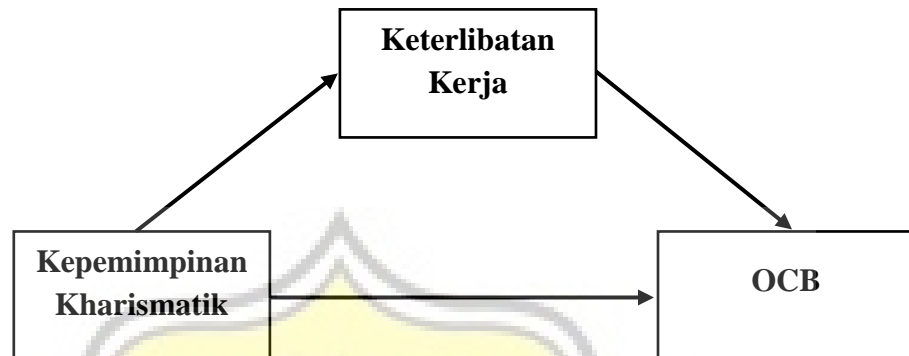 Keterlibatan
Kerja
Kepemimpinan
Kharismatik
OCB